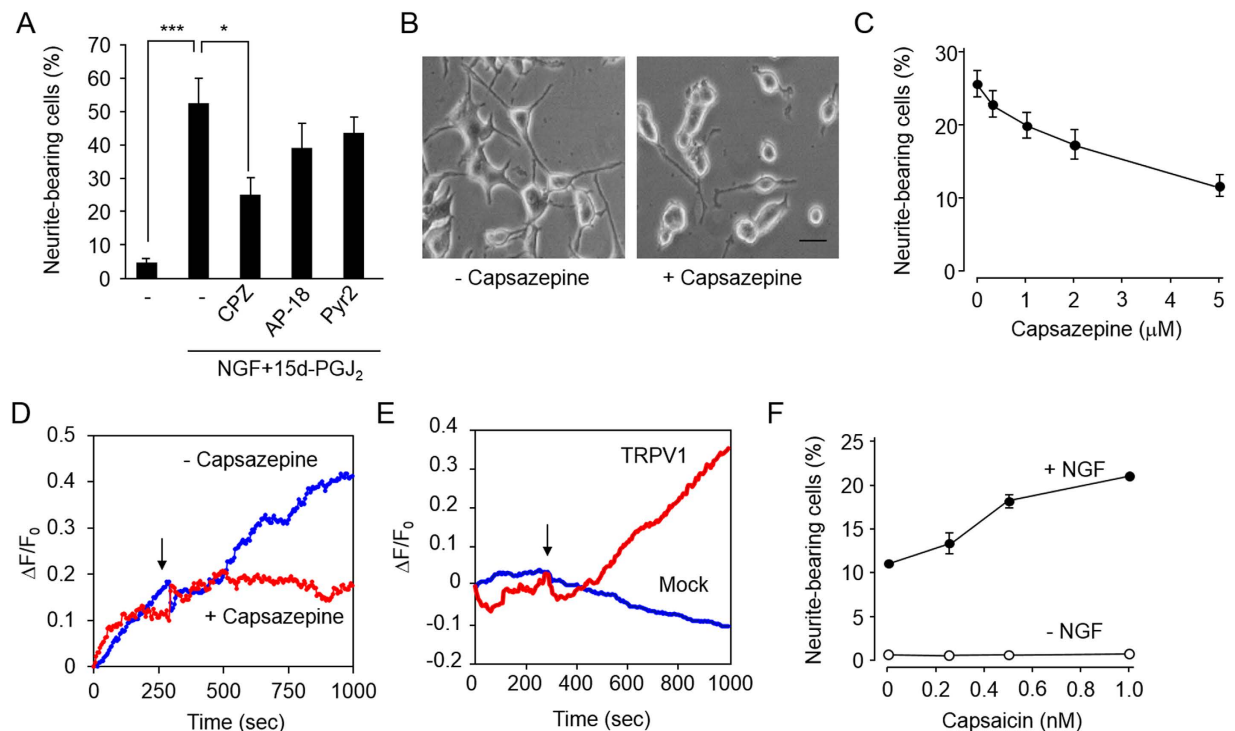 A
Neurite-bearing cells (%)
70
60
50
40
30
20
10
0
***
*
-
-
CPZ
AP-18
Pyr2
NGF+15d-PGJ2
B
- Capsazepine
+ Capsazepine
C
Neurite-bearing cells (%)
30
20
10
0
0 1 2 3 4 5
Capsazepine (μM)
D
ΔF/F0
0.5
0.4
0.3
0.2
0.1
0
- Capsazepine
+ Capsazepine
0 250 500 750 1000
Time (sec)
E
ΔF/F0
0.4
0.3
0.2
0.1
0
-0.1
-0.2
TRPV1
Mock
0 200 400 600 800 1000
Time (sec)
F
Neurite-bearing cells (%)
25
20
15
10
5
0
+ NGF
- NGF
0 0.2 0.4 0.6 0.8 1.0
Capsaicin (nM)